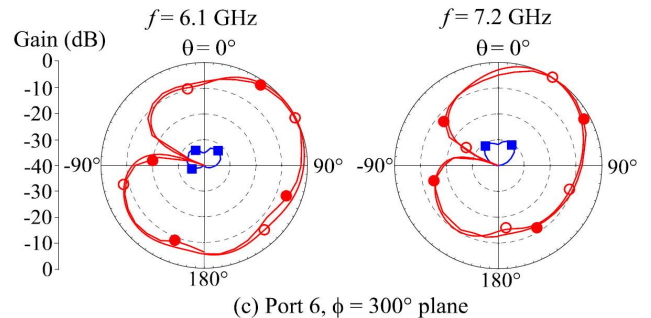 f = 6.1 GHz
f = 7.2 GHz
Gain (dB)
θ = 0°
θ = 0°
0
-10
-20
-30
-40
-30
-20
-10
0
-90°
90°
-90°
90°
180°
180°
(c) Port 6, ϕ = 300° plane